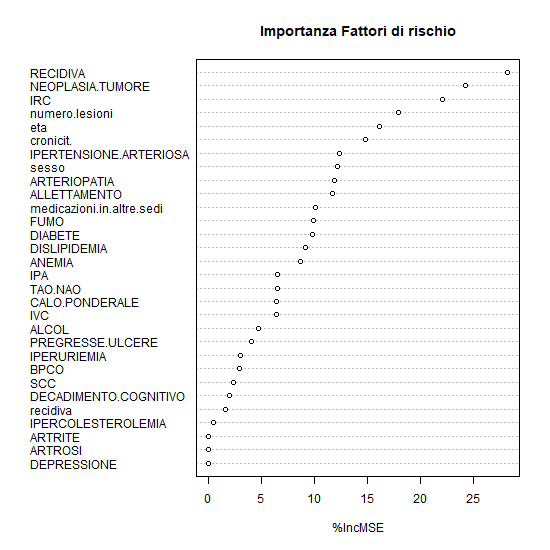 Importanza Fattori di rischio
RECIDIVA
NEOPLASIA.TUMORE
IRC
numero.lesioni
eta
cronicit.
IPERTENSIONE.ARTERIOSA
sesso
ARTERIOPATIA
ALLETTAMENTO
medicazioni.in.altre.sedi
FUMO
DIABETE
DISLIPIDEMIA
ANEMIA
IPA
TAO.NAO
CALO.PONDERALE
IVC
ALCOL
PREGRESSE.ULCERE
IPERURIEMIA
BPCO
SCC
DECADIMENTO.COGNITIVO
recidiva
IPERCOLESTEROLEMIA
ARTRITE
ARTROSI
DEPRESSIONE
0 5 10 15 20 25
%IncMSE